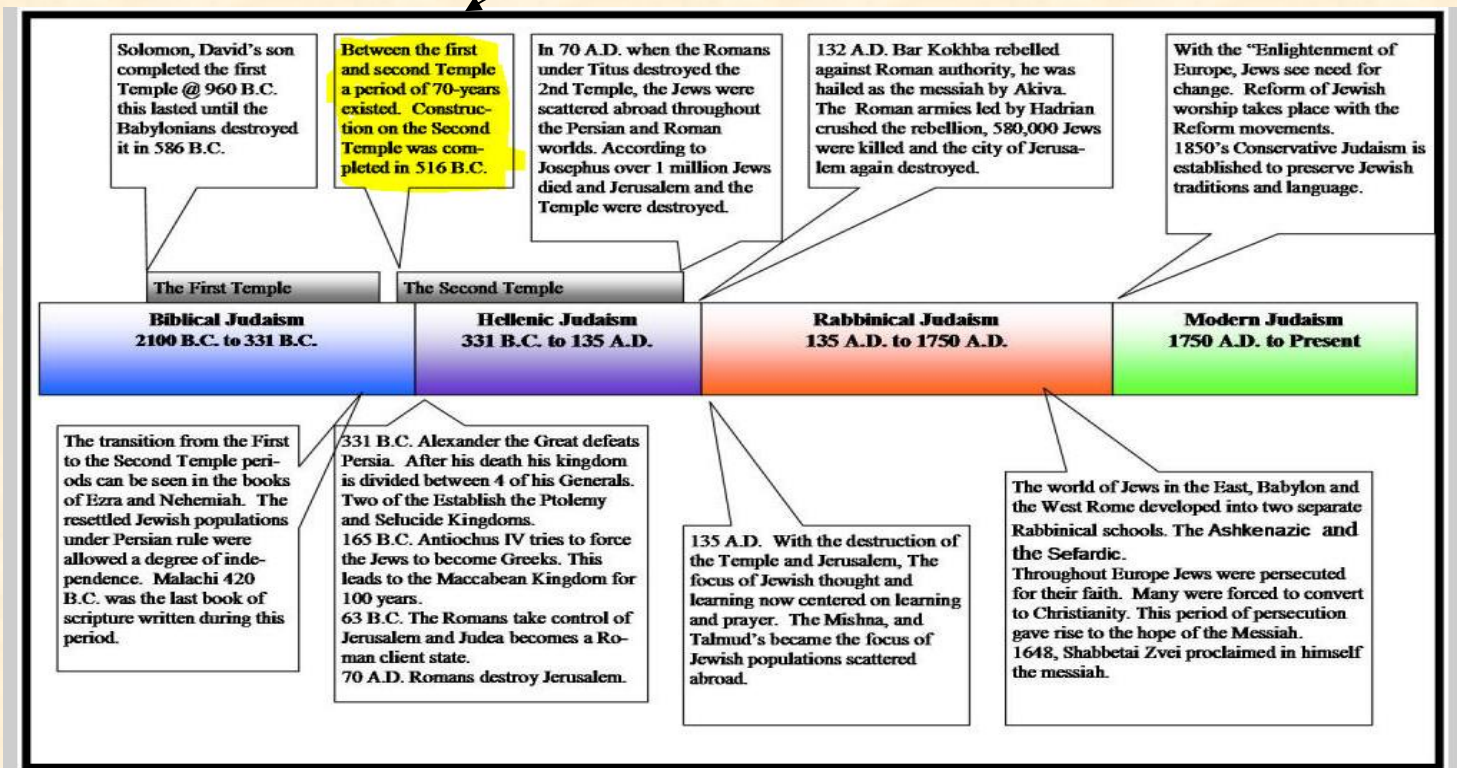 Solomon, David's son
completed the first
Temple @ 960 B.C.
this lasted until the
Babylonians destroyed
it in 586 B.C.
Between the first
and second Temple
a period of 70-years
existed. Construc-
tion on the Second
Temple was com-
pleted in 516 B.C.
In 70 A.D. when the Romans
under Titus destroyed the
2nd Temple, the Jews were
scattered abroad throughout
the Persian and Roman
worlds. According to
Josephus over 1 million Jews
died and Jerusalem and the
Temple were destroyed.
132 A.D. Bar Kokhba rebelled
against Roman authority, he was
hailed as the messiah by Akiva.
The Roman armies led by Hadrian
crushed the rebellion, 580,000 Jews
were killed and the city of Jerusa-
lem again destroyed.
With the “Enlightenment of
Europe, Jews see need for
change. Reform of Jewish
worship takes place with the
Reform movements.
1850's Conservative Judaism is
established to preserve Jewish
traditions and language.
The First Temple
The Second Temple
Biblical Judaism
2100 B.C. to 331 B.C.
Hellenic Judaism
331 B.C. to 135 A.D.
Rabbinical Judaism
135 A.D. to 1750 A.D.
Modern Judaism
1750 A.D. to Present
The transition from the First
to the Second Temple peri-
ods can be seen in the books
of Ezra and Nehemiah. The
resettled Jewish populations
under Persian rule were
allowed a degree of inde-
pendence. Malachi 420
B.C. was the last book of
scripture written during this
period.
331 B.C. Alexander the Great defeats
Persia. After his death his kingdom
is divided between 4 of his Generals.
Two of the Establish the Ptolemy
and Selucide Kingdoms.
165 B.C. Antiochus IV tries to force
the Jews to become Greeks. This
leads to the Maccabean Kingdom for
100 years.
63 B.C. The Romans take control of
Jerusalem and Judea becomes a Ro-
man client state.
70 A.D. Romans destroy Jerusalem.
135 A.D. With the destruction of
the Temple and Jerusalem, The
focus of Jewish thought and
learning now centered on learning
and prayer. The Mishna, and
Talmud's became the focus of
Jewish populations scattered
abroad.
The world of Jews in the East, Babylon and
the West Rome developed into two separate
Rabbinical schools. The Ashkenazic and
the Sefardic.
Throughout Europe Jews were persecuted
for their faith. Many were forced to convert
to Christianity. This period of persecution
gave rise to the hope of the Messiah.
1648, Shabbetai Zvei proclaimed in himself
the messiah.